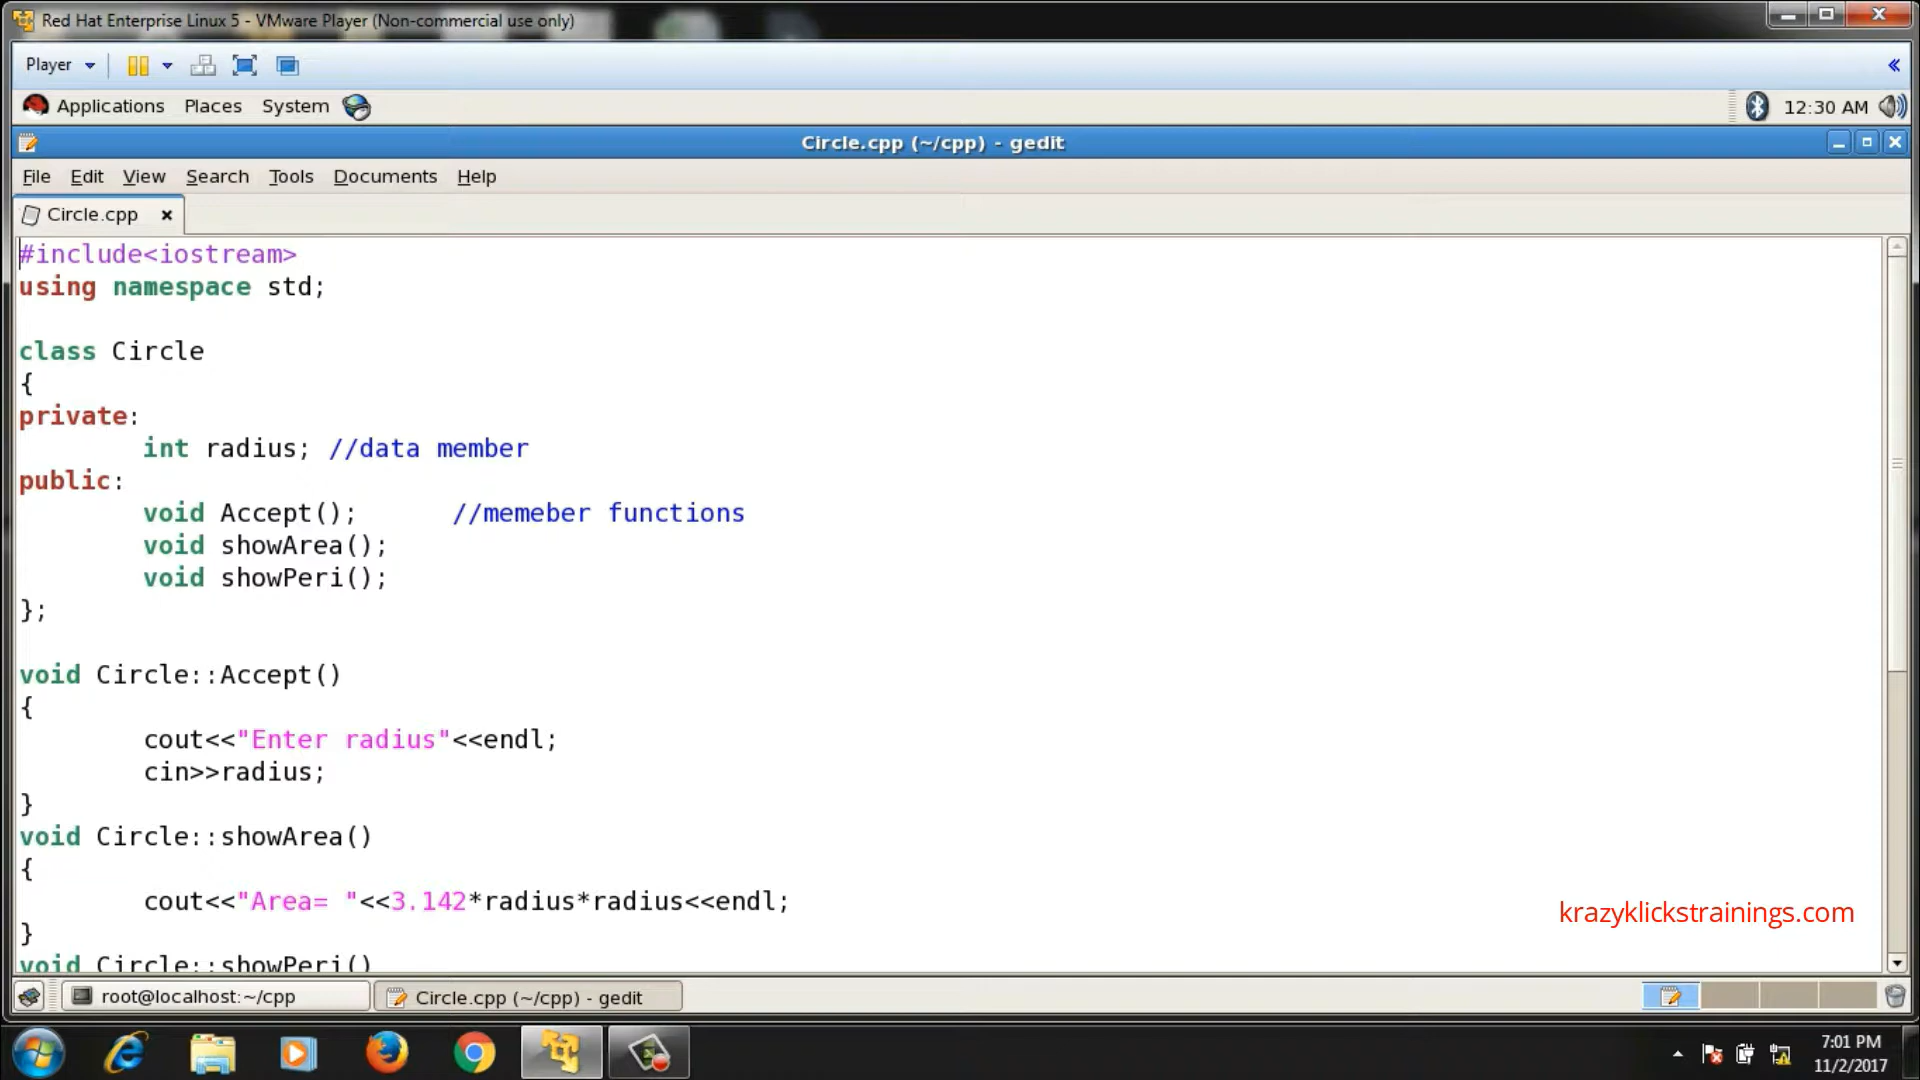 Red Hat Enterprise Linux 5 - VMware Player (Non-commercial use only)
Player
Applications Places System 12:30 AM
Circle.cpp (~/cpp) - gedit
File Edit View Search Tools Documents Help
Circle.cpp
#include<iostream>
using namespace std;
class Circle
{
private:
int radius; //data member
public:
void Accept(); //memeber functions
void showArea();
void showPeri();
};
void Circle::Accept()
{
cout<<"Enter radius"<<endl;
cin>>radius;
}
void Circle::showArea()
{
cout<<"Area= "<<3.142*radius*radius<<endl;
}
void Circle::showPeri()
krazyklickstrainings.com
root@localhost:~/cpp Circle.cpp (~/cpp) - gedit
7:01 PM
11/2/2017